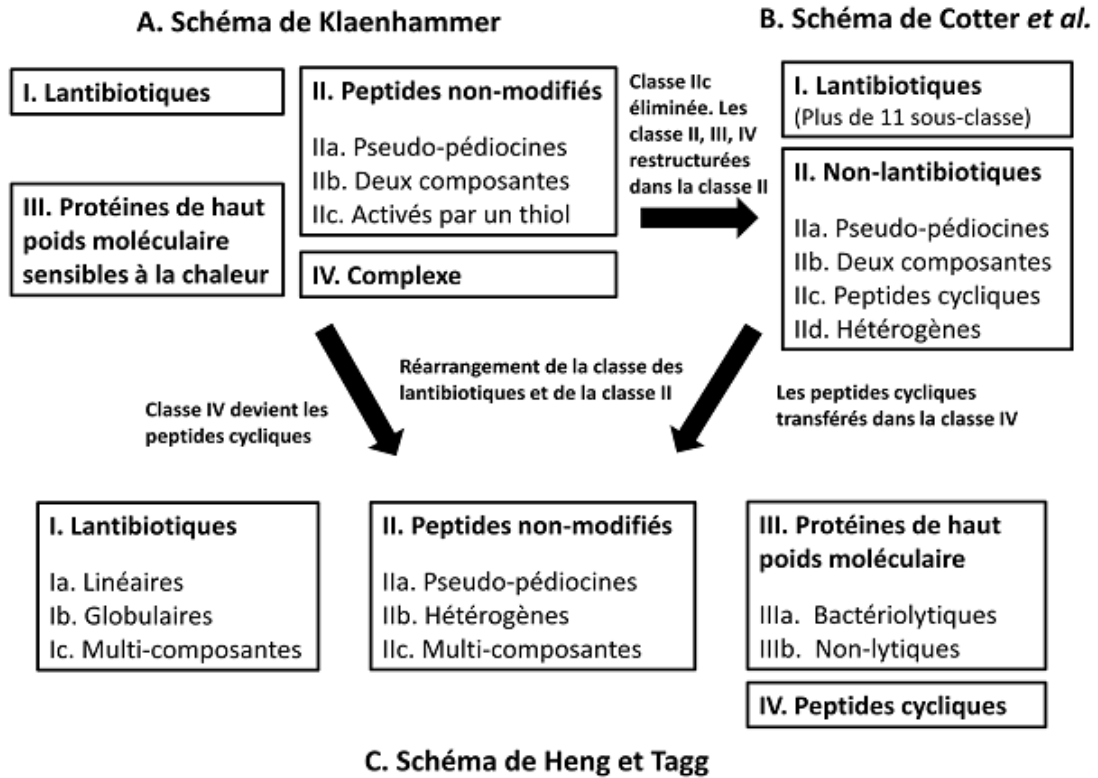 A. Schéma de Klaenhammer
I. Lantibiotiques
II. Peptides non-modifiés
IIa. Pseudo-pédiocines
IIb. Deux composantes
IIc. Activés par un thiol
III. Protéines de haut
poids moléculaire
sensibles à la chaleur
IV. Complexe
Classe IIc
éliminée. Les
classe II, III, IV
restructurées
dans la classe II
B. Schéma de Cotter et al.
I. Lantibiotiques
(Plus de 11 sous-classe)
II. Non-lantibiotiques
IIa. Pseudo-pédiocines
IIb. Deux composantes
IIc. Peptides cycliques
IId. Hétérogènes
Classe IV devient les
peptides cycliques
Réarrangement de la classe des
lantibiotiques et de la classe II
Les peptides cycliques
transférés dans la classe IV
I. Lantibiotiques
Ia. Linéaires
Ib. Globulaires
Ic. Multi-composantes
II. Peptides non-modifiés
IIa. Pseudo-pédiocines
IIb. Hétérogènes
IIc. Multi-composantes
III. Protéines de haut
poids moléculaire
IIIa. Bactériolytiques
IIIb. Non-lytiques
IV. Peptides cycliques
C. Schéma de Heng et Tagg